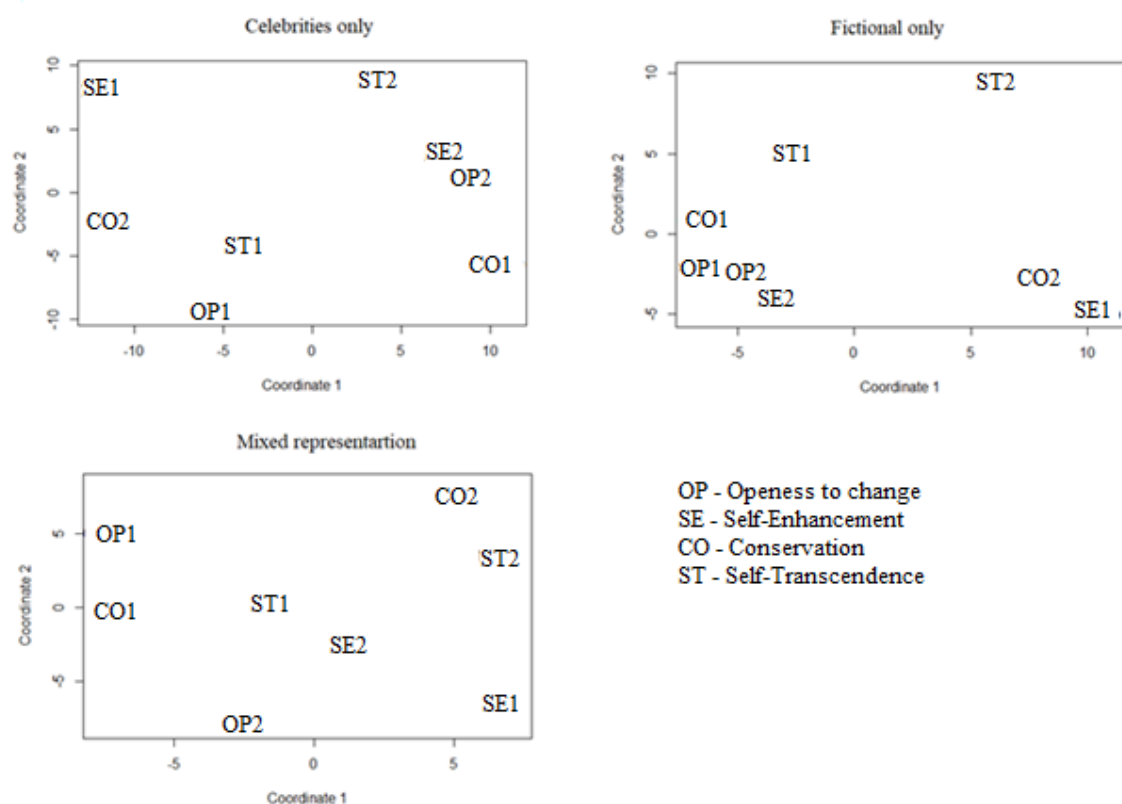 Celebrities only
10
5
0
-5
-10
Coordinate 2
SE1
ST2
SE2
OP2
CO2
ST1
CO1
OP1
-10
-5
0
5
10
Coordinate 1
Fictional only
10
5
0
-5
Coordinate 2
ST2
ST1
CO1
OP1
OP2
SE2
CO2
SE1
-5
0
5
10
Coordinate 1
Mixed representartion
5
0
-5
Coordinate 2
CO2
OP1
ST2
CO1
ST1
SE2
SE1
OP2
-5
0
5
Coordinate 1
OP - Openess to change
SE - Self-Enhancement
CO - Conservation
ST - Self-Transcendence